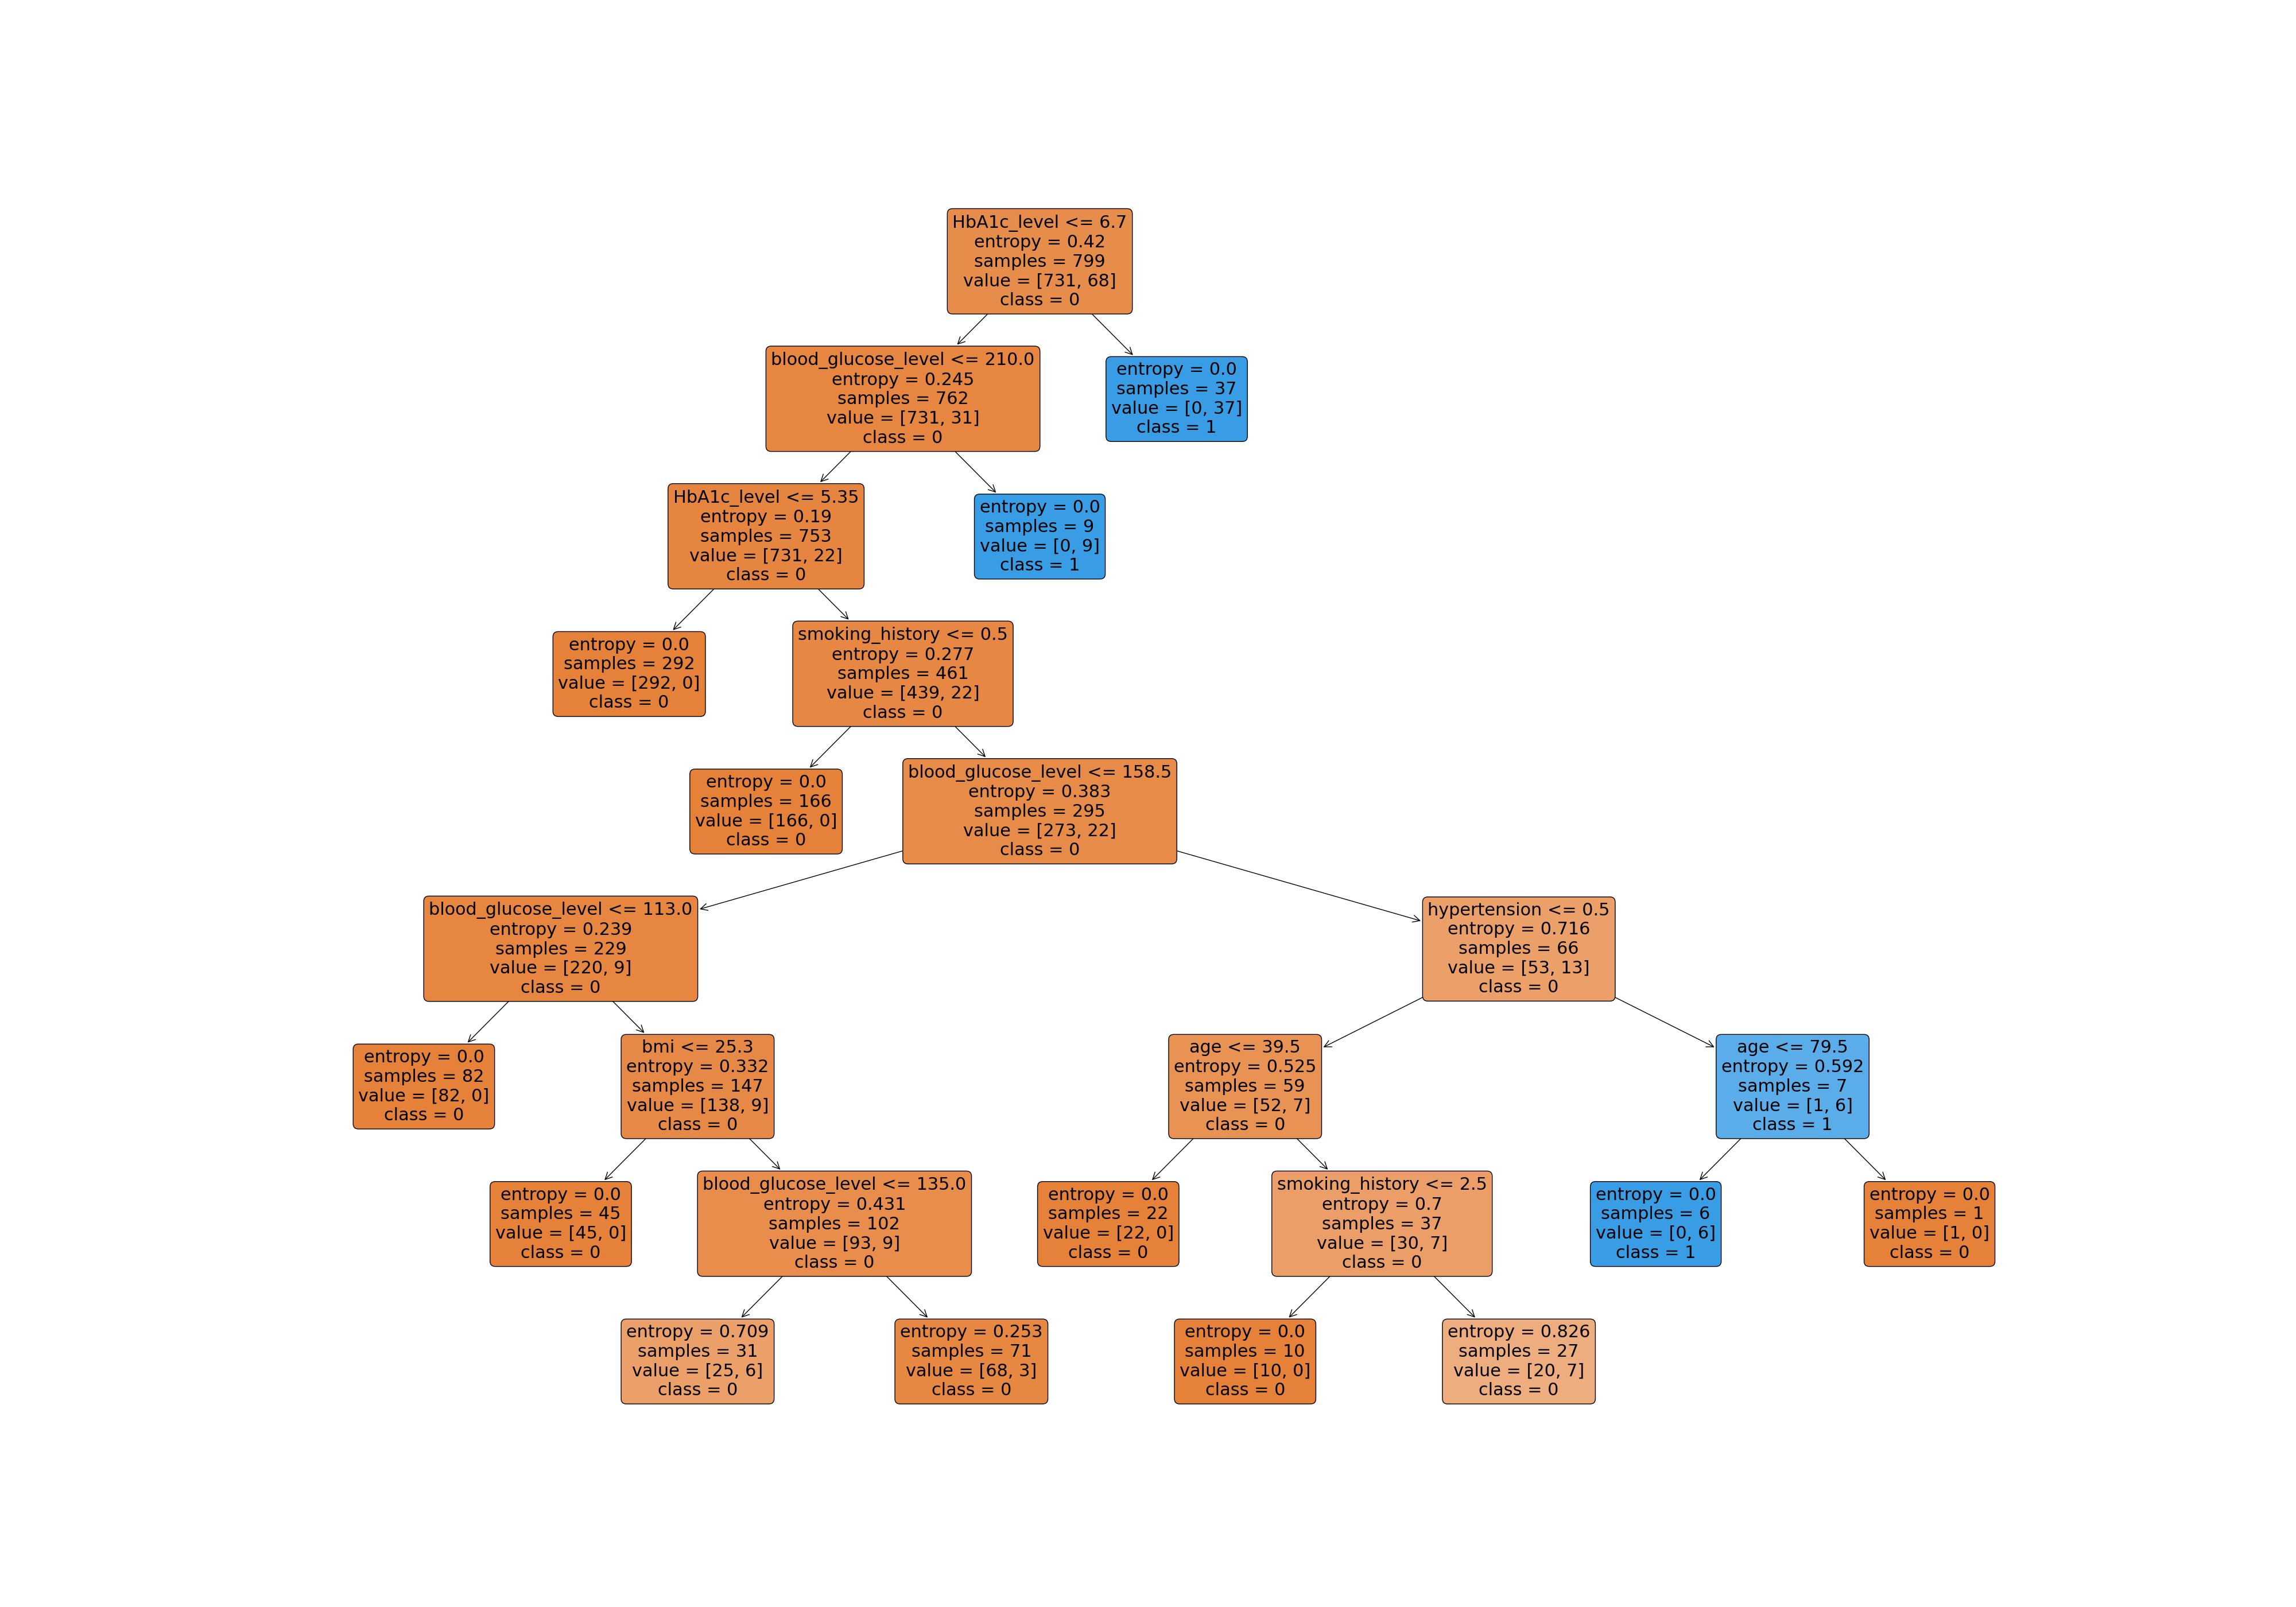 HbA1c_level <= 6.7
entropy = 0.42
samples = 799
value = [731, 68]
class = 0
blood_glucose_level <= 210.0
entropy = 0.245
samples = 762
value = [731, 31]
class = 0
entropy = 0.0
samples = 37
value = [0, 37]
class = 1
HbA1c_level <= 5.35
entropy = 0.19
samples = 753
value = [731, 22]
class = 0
entropy = 0.0
samples = 9
value = [0, 9]
class = 1
entropy = 0.0
samples = 292
value = [292, 0]
class = 0
smoking_history <= 0.5
entropy = 0.277
samples = 461
value = [439, 22]
class = 0
entropy = 0.0
samples = 166
value = [166, 0]
class = 0
blood_glucose_level <= 158.5
entropy = 0.383
samples = 295
value = [273, 22]
class = 0
blood_glucose_level <= 113.0
entropy = 0.239
samples = 229
value = [220, 9]
class = 0
hypertension <= 0.5
entropy = 0.716
samples = 66
value = [53, 13]
class = 0
entropy = 0.0
samples = 82
value = [82, 0]
class = 0
bmi <= 25.3
entropy = 0.332
samples = 147
value = [138, 9]
class = 0
age <= 39.5
entropy = 0.525
samples = 59
value = [52, 7]
class = 0
age <= 79.5
entropy = 0.592
samples = 7
value = [1, 6]
class = 1
entropy = 0.0
samples = 45
value = [45, 0]
class = 0
blood_glucose_level <= 135.0
entropy = 0.431
samples = 102
value = [93, 9]
class = 0
entropy = 0.0
samples = 22
value = [22, 0]
class = 0
smoking_history <= 2.5
entropy = 0.7
samples = 37
value = [30, 7]
class = 0
entropy = 0.0
samples = 6
value = [0, 6]
class = 1
entropy = 0.0
samples = 1
value = [1, 0]
class = 0
entropy = 0.709
samples = 31
value = [25, 6]
class = 0
entropy = 0.253
samples = 71
value = [68, 3]
class = 0
entropy = 0.0
samples = 10
value = [10, 0]
class = 0
entropy = 0.826
samples = 27
value = [20, 7]
class = 0